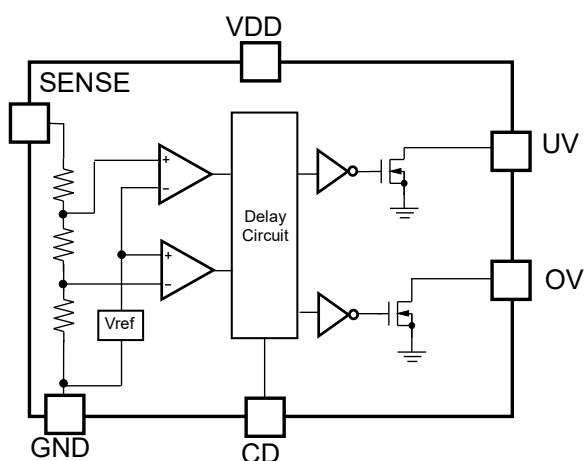 VDD
SENSE
UV
+
−
Delay
Circuit
+
−
OV
Vref
GND
CD